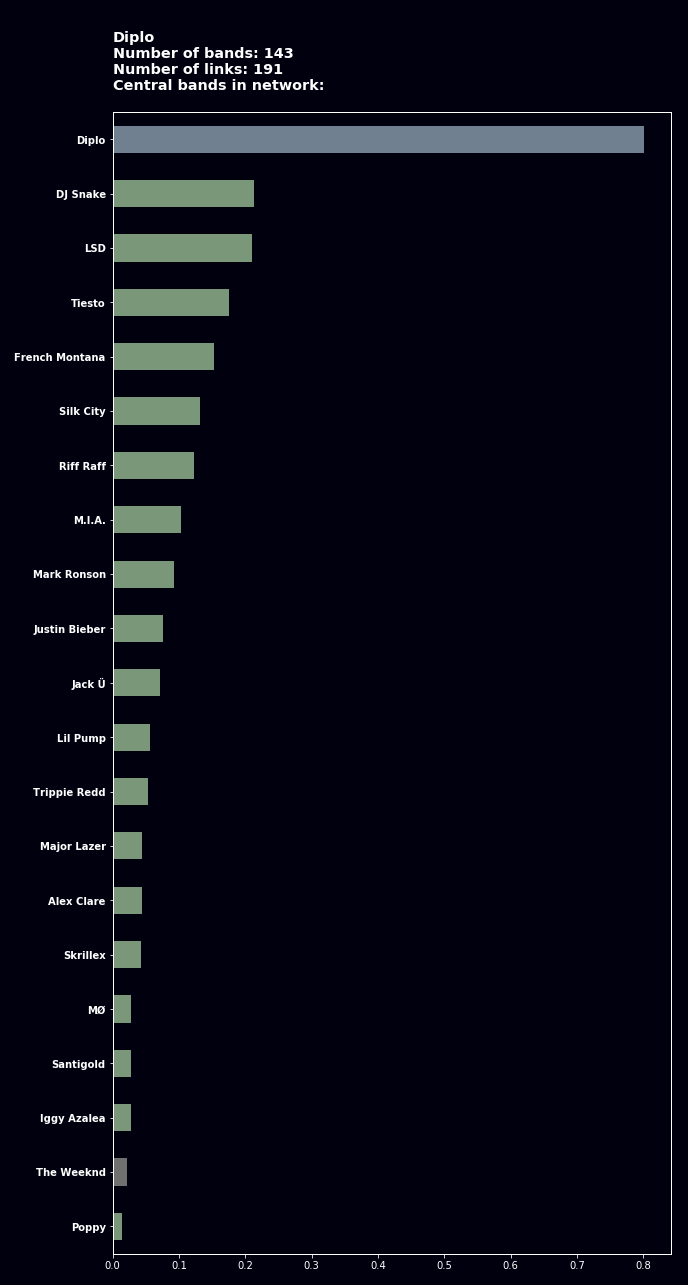 Diplo
Number of bands: 143
Number of links: 191
Central bands in network:
Diplo
DJ Snake
LSD
Tiesto
French Montana
Silk City
Riff Raff
M.I.A.
Mark Ronson
Justin Bieber
Jack Ü
Lil Pump
Trippie Redd
Major Lazer
Alex Clare
Skrillex
MØ
Santigold
Iggy Azalea
The Weeknd
Poppy
0.0 0.1 0.2 0.3 0.4 0.5 0.6 0.7 0.8